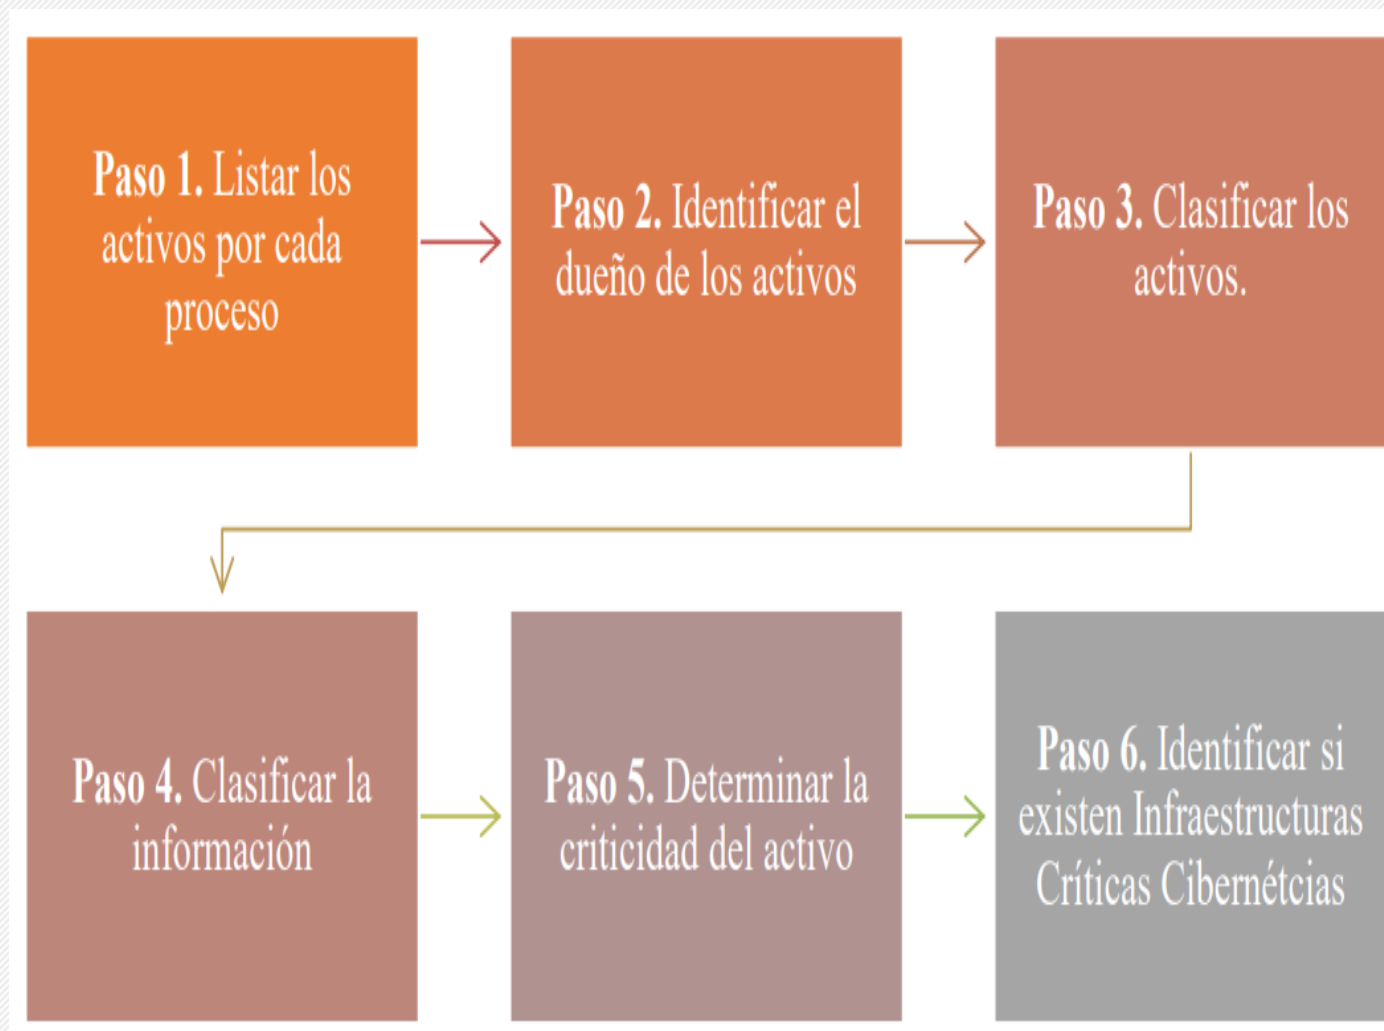 Paso 1. Listar los
activos por cada
proceso
Paso 2. Identificar el
dueño de los activos
Paso 3. Clasificar los
activos.
Paso 4. Clasificar la
información
Paso 5. Determinar la
criticidad del activo
Paso 6. Identificar si
existen Infraestructuras
Críticas Cibernétcias